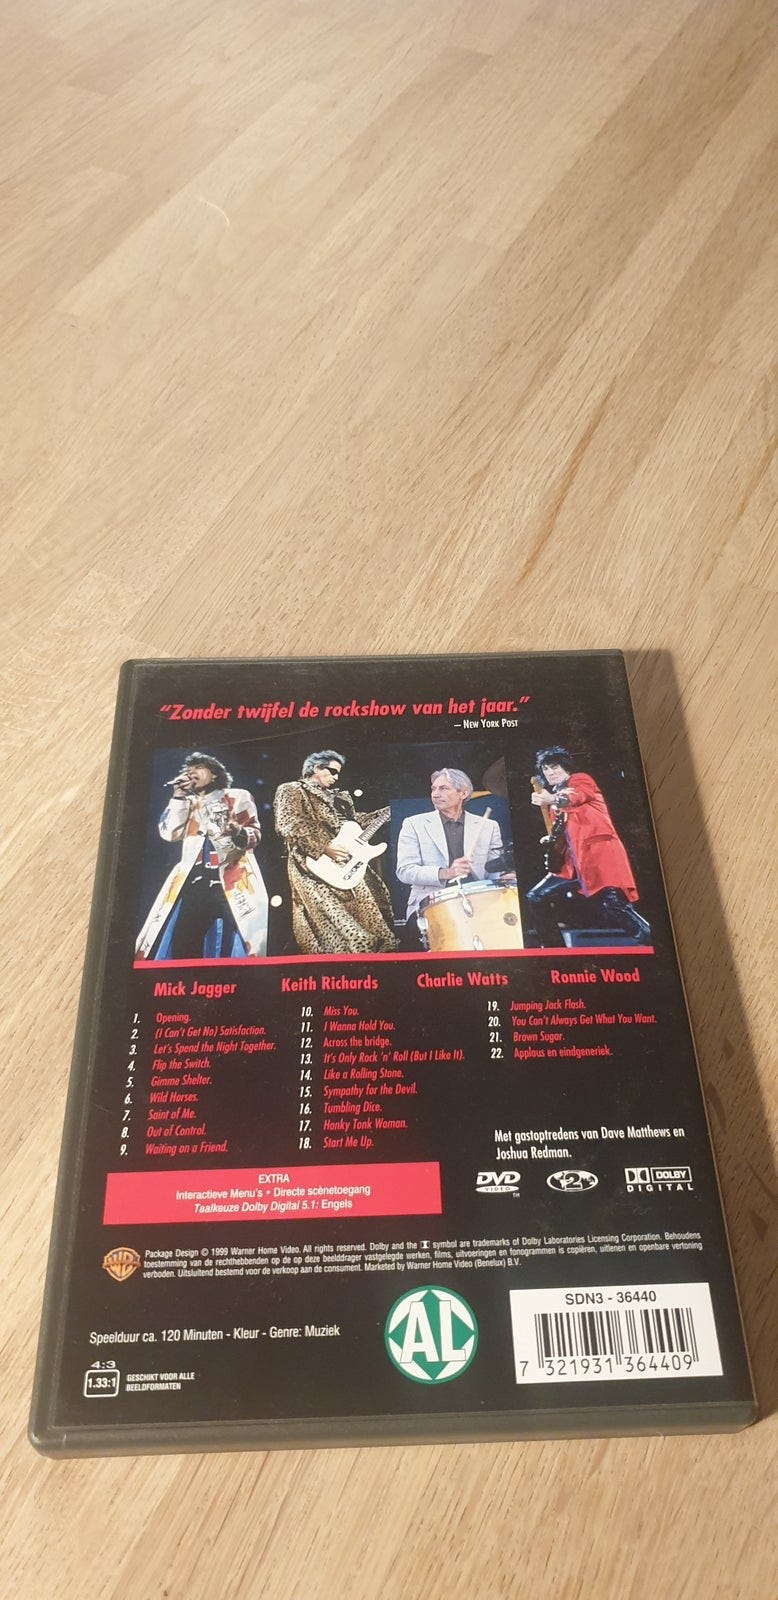 “Zonder twijfel de rockshow van het jaar.”
– NEW YORK POST
Mick Jagger
Keith Richards
Charlie Watts
Ronnie Wood
1. Opening.
2. (I Can't Get No) Satisfaction.
3. Let's Spend the Night Together.
4. Flip the Switch.
5. Gimme Shelter.
6. Wild Horses.
7. Saint of Me.
8. Out of Control.
9. Waiting on a Friend.
10. Miss You.
11. I Wanna Hold You.
12. Across the bridge.
13. It's Only Rock 'n' Roll (But I Like It).
14. Like a Rolling Stone.
15. Sympathy for the Devil.
16. Tumbling Dice.
17. Honky Tonk Woman.
18. Start Me Up.
19. Jumping Jack Flash.
20. You Can't Always Get What You Want.
21. Brown Sugar.
22. Applaus en eindgeneriek.
Met gastoptredens van Dave Matthews en
Joshua Redman.
EXTRA
Interactieve Menu's • Directe scènetoegang
Taalkeuze Dolby Digital 5.1: Engels
DVD
VIDEO
TM
2
DOLBY
DIGITAL
WB
Package Design © 1999 Warner Home Video. All rights reserved. Dolby and the symbol are trademarks of Dolby Laboratories Licensing Corporation. Behoudens
toestemming van de rechthebbenden op de op deze beelddrager vastgelegde werken, films, uitvoeringen en fonogrammen is copiëren, uitlenen en openbare vertoning
verboden. Uitsluitend bestemd voor de verkoop aan de consument. Marketed by Warner Home Video (Benelux) B.V.
Speelduur ca. 120 Minuten - Kleur - Genre: Muziek
AL
SDN3 - 36440
7 321931 364409
4:3
1.33:1
GESCHIKT VOOR ALLE
BEELDFORMATEN